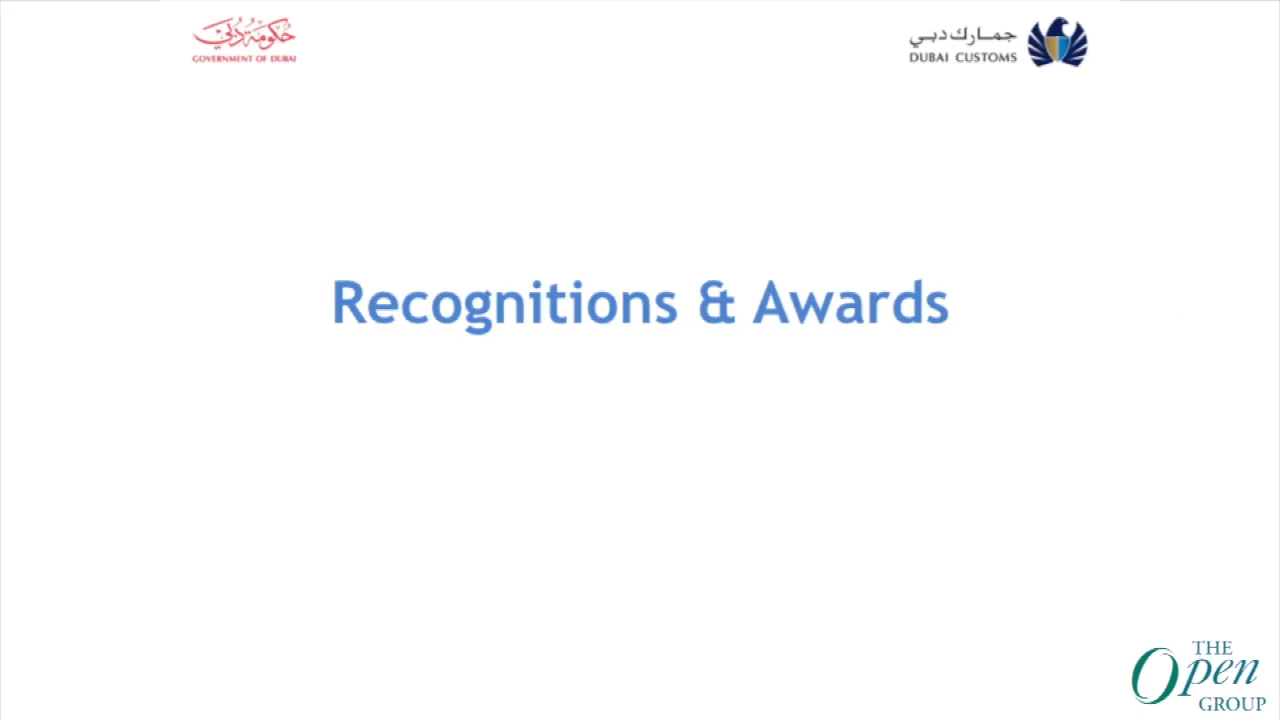 حكومة دبي
GOVERNMENT OF DUBAI
جمارك دبي
DUBAI CUSTOMS
Recognitions & Awards
THE
Open
GROUP